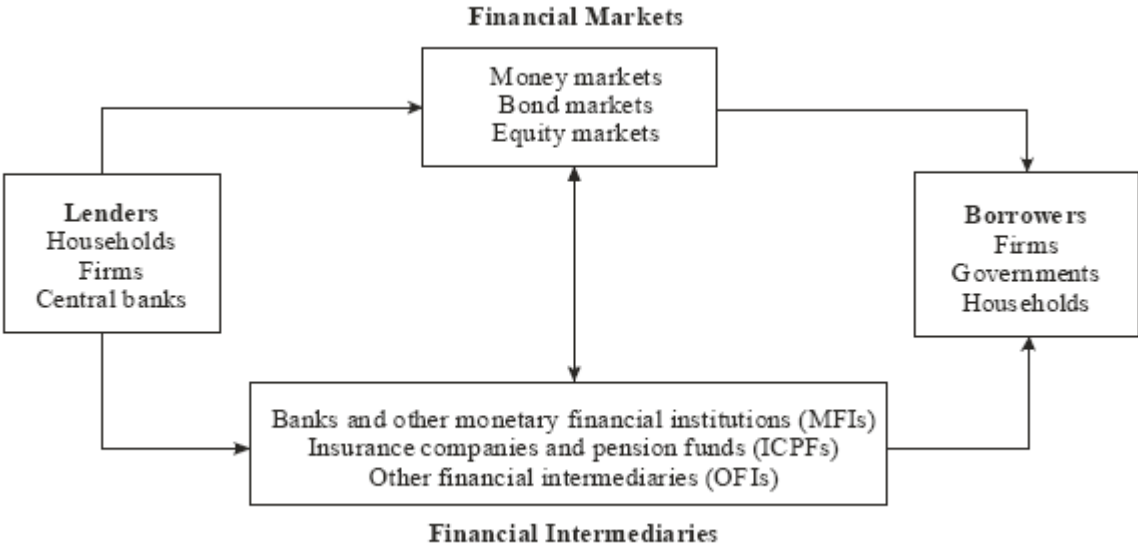 Financial Markets
Money markets
Bond markets
Equity markets
Lenders
Households
Firms
Central banks
Borrowers
Firms
Governments
Households
Banks and other monetary financial institutions (MFIs)
Insurance companies and pension funds (ICPFs)
Other financial intermediaries (OFIs)
Financial Intermediaries